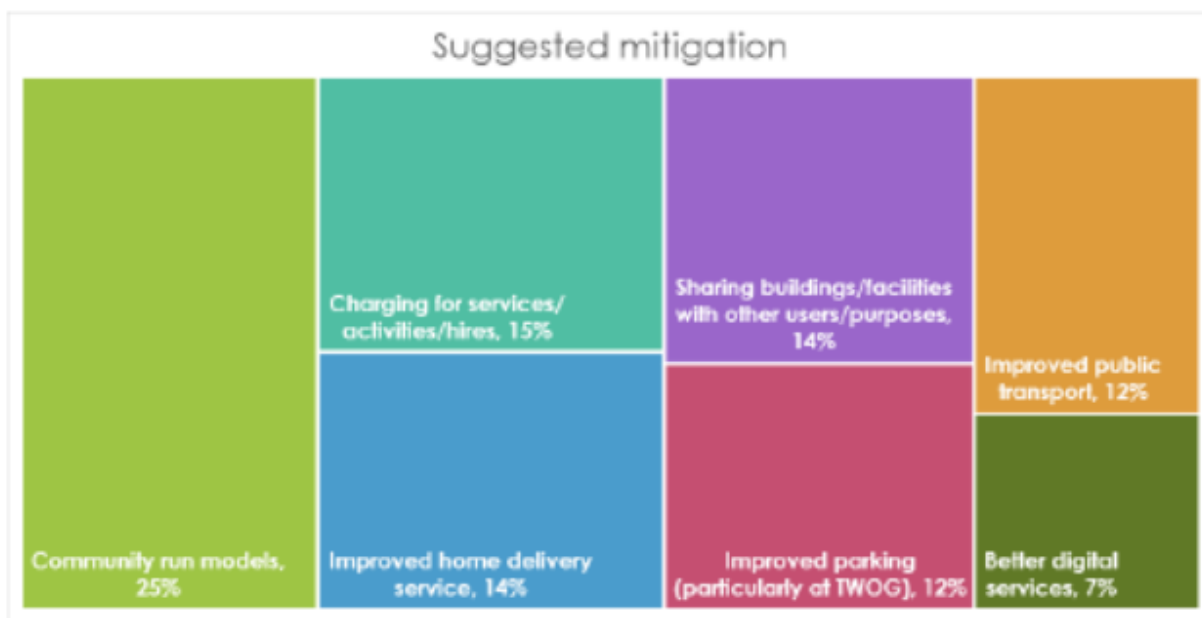 Suggested mitigation
Community run models,
25%
Charging for services/
activities/hires, 15%
Improved home delivery
service, 14%
Sharing buildings/facilities
with other users/purposes,
14%
Improved parking
(particularly at TWOG), 12%
Improved public
transport, 12%
Better digital
services, 7%